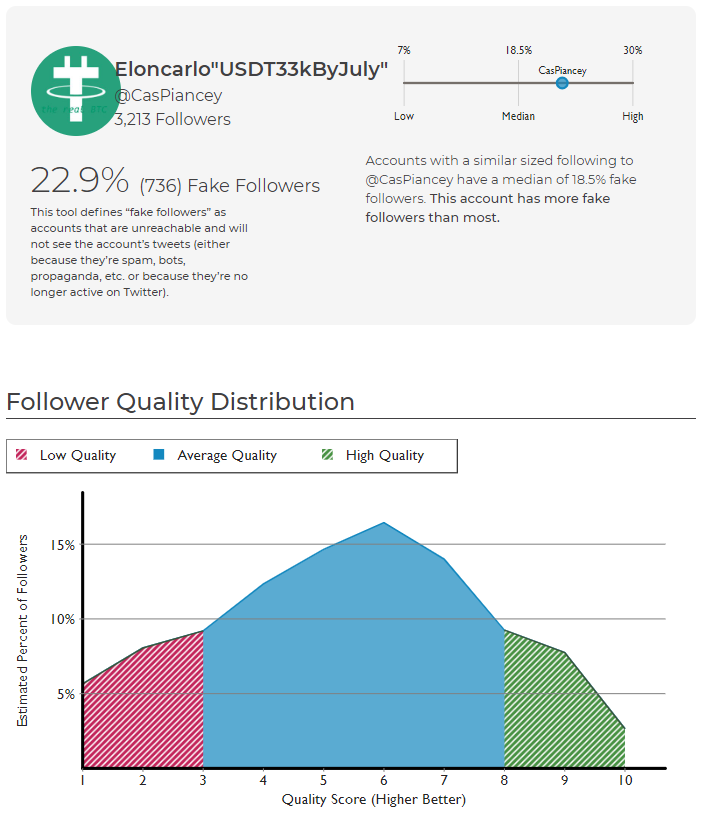 Eloncarlo"USDT33kByJuly"
@CasPiancey
3,213 Followers
the real BTC
22.9% (736) Fake Followers
This tool defines “fake followers” as
accounts that are unreachable and will
not see the account's tweets (either
because they're spam, bots,
propaganda, etc. or because they're no
longer active on Twitter).
7% 18.5% 30%
CasPiancey
Low Median High
Accounts with a similar sized following to
@CasPiancey have a median of 18.5% fake
followers. This account has more fake
followers than most.
Follower Quality Distribution
Low Quality Average Quality High Quality
Estimated Percent of Followers
15%
10%
5%
1 2 3 4 5 6 7 8 9 10
Quality Score (Higher Better)